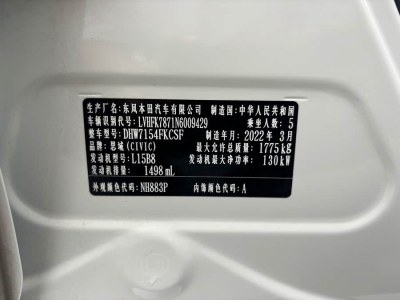 生产厂名: 东风本田汽车有限公司 制造国: 中华人民共和国
车辆识别代号: LVHFK7871N6009429 乘坐人数: 5
整车型号: DHW7154FKCSF 制造年月: 2022 年 3月
品牌: 思域 (CIVIC) 最大允许总质量: 1775kg
发动机型号: L15B8 发动机最大净功率: 130kW
发动机排量: 1498 mL
外观颜色代码: NH883P 内饰颜色代码: A